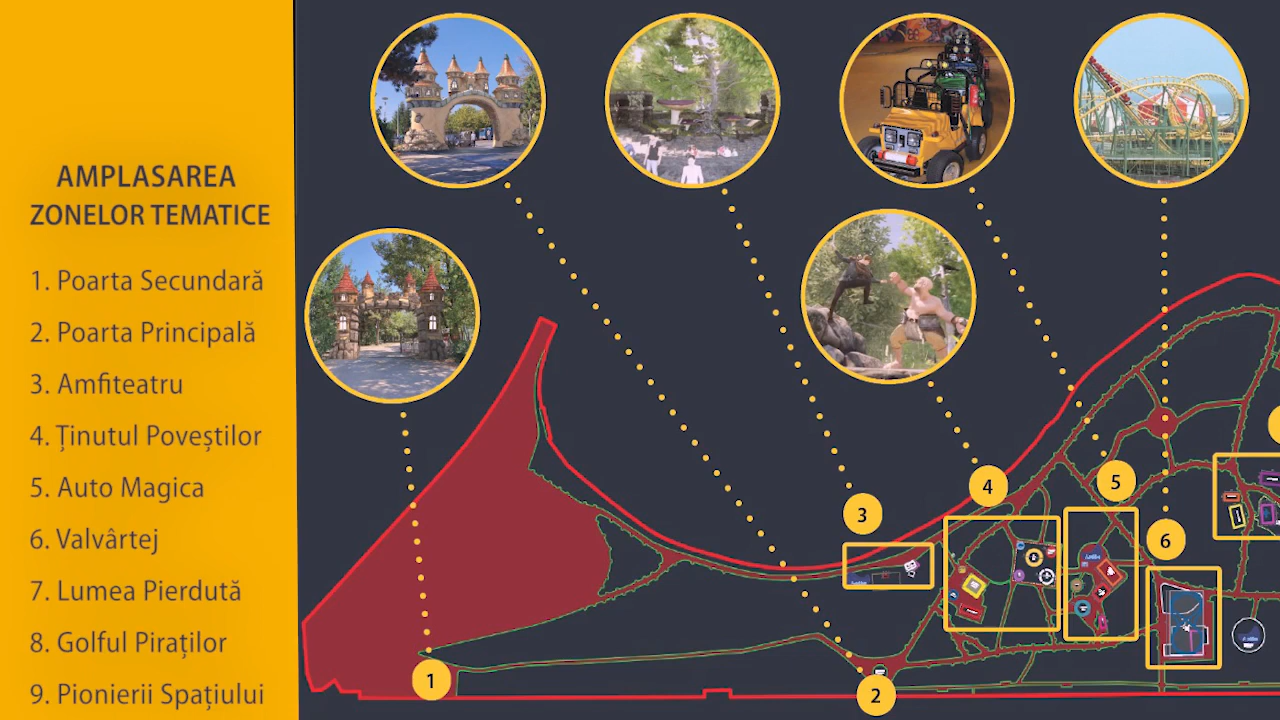 AMPLASAREA
ZONELOR TEMATICE
1. Poarta Secundară
2. Poarta Principală
3. Amfiteatru
4. Ținutul Poveștilor
5. Auto Magica
6. Valvârtej
7. Lumea Pierdută
8. Golful Piraților
9. Pionierii Spațiului
3
4
5
6
1
2